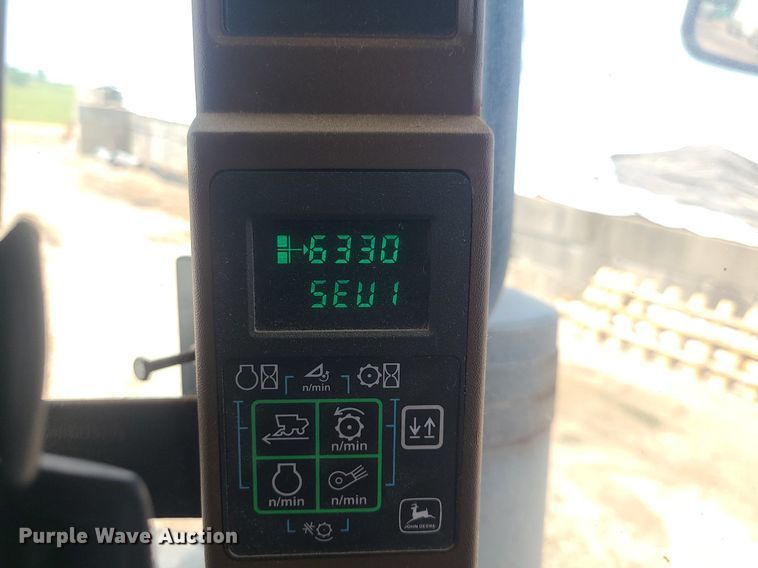 6330
SEU1
n/min
n/min
n/min
n/min
JOHN DEERE
Purple Wave Auction®